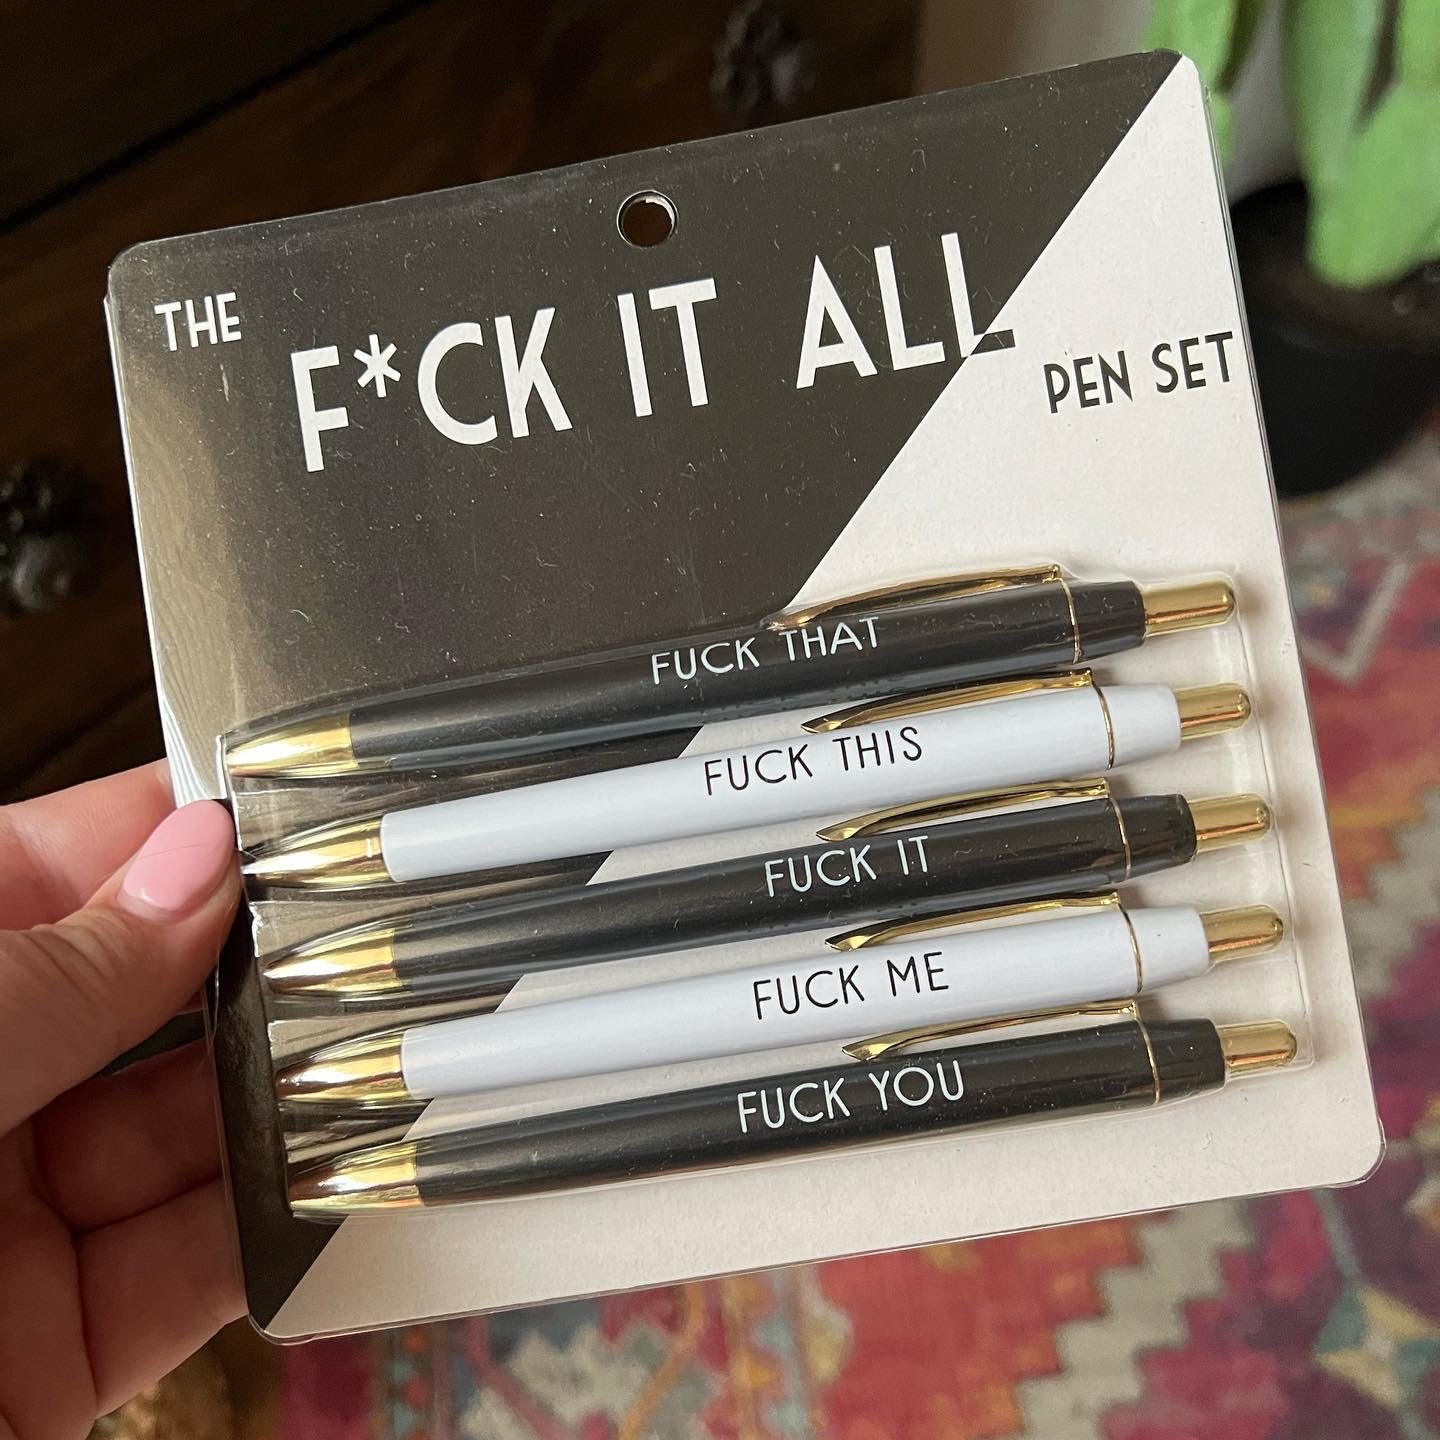 THE F*CK IT ALL PEN SET
FUCK THAT
FUCK THIS
FUCK IT
FUCK ME
FUCK YOU